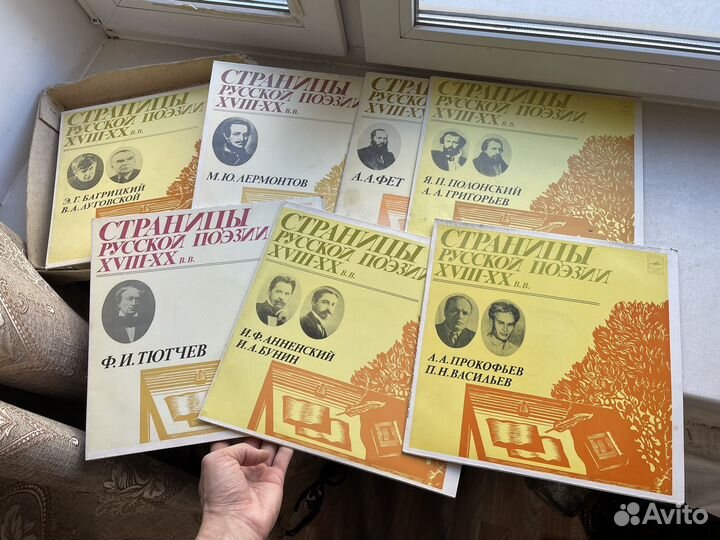 СТРАНИЦЫ
РУССКОЙ ПОЭЗИИ
XVIII-XX В.В.
Э.Г. БАГРИЦКИЙ
В.А. ЛУГОВСКОЙ
СТРАНИЦЫ
РУССКОЙ ПОЭЗИИ
XVIII-XX В.В.
М.Ю. ЛЕРМОНТОВ
СТРАНИ
РУССКОЙ
XVIII-XX
А.А. ФЕТ
СТРАНИЦЫ
РУССКОЙ ПОЭЗИИ
XVIII-XX В.В.
Я.П. ПОЛОНСКИЙ
А.А. ГРИГОРЬЕВ
СТРАНИЦЫ
РУССКОЙ ПОЭЗИИ
XVIII-XX В.В.
Ф.И. ТЮТЧЕВ
СТРАНИЦЫ
РУССКОЙ ПОЭЗИИ
XVIII-XX В.В.
И.Ф. АННЕНСКИЙ
И.А. БУНИН
СТРАНИЦЫ
РУССКОЙ ПОЭЗИИ
XVIII-XX В.В.
А.А. ПРОКОФЬЕВ
П.Н. ВАСИЛЬЕВ
Avito